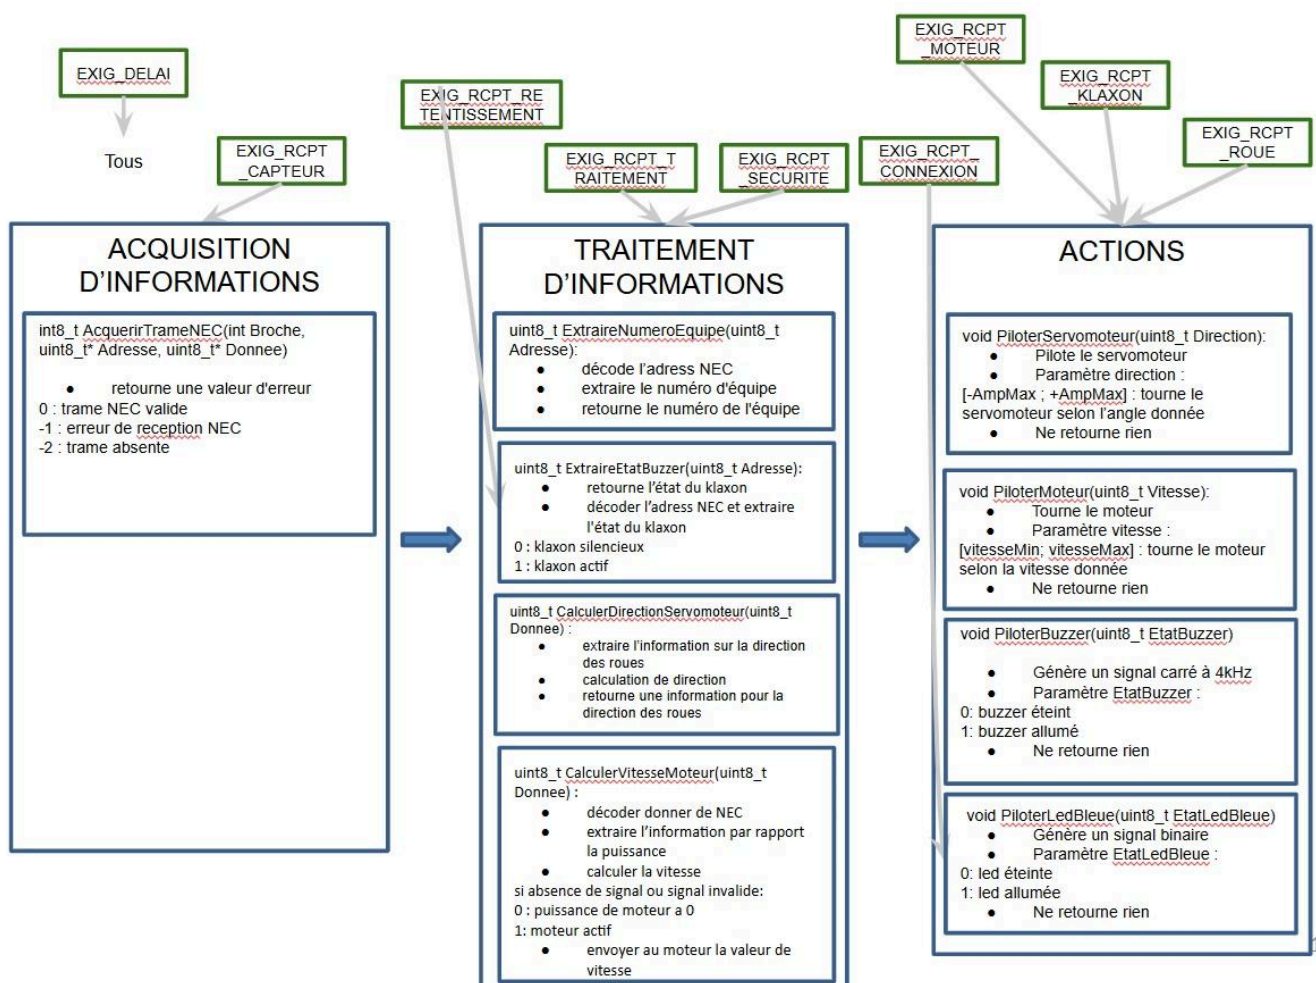 EXIG_DELAI
Tous
EXIG_RCPT
_CAPTEUR
EXIG_RCPT_RE
TENTISSEMENT
EXIG_RCPT_T
RAITEMENT
EXIG_RCPT
_SECURITE
EXIG_RCPT_
CONNEXION
EXIG_RCPT
_MOTEUR
EXIG_RCPT
_KLAXON
EXIG_RCPT
_ROUE
ACQUISITION
D'INFORMATIONS
int8_t AcquerirTrameNEC(int Broche,
uint8_t* Adresse, uint8_t* Donnee)
● retourne une valeur d'erreur
0 : trame NEC valide
-1 : erreur de reception NEC
-2 : trame absente
TRAITEMENT
D'INFORMATIONS
uint8_t ExtraireNumeroEquipe(uint8_t
Adresse):
● décode l'adress NEC
● extraire le numéro d'équipe
● retourne le numéro de l'équipe
uint8_t ExtraireEtatBuzzer(uint8_t Adresse):
● retourne l'état du klaxon
● décoder l'adress NEC et extraire
l'état du klaxon
0 : klaxon silencieux
1 : klaxon actif
uint8_t CalculerDirectionServomoteur(uint8_t
Donnee) :
● extraire l'information sur la direction
des roues
● calculation de direction
● retourne une information pour la
direction des roues
uint8_t CalculerVitesseMoteur(uint8_t
Donnee) :
● décoder donner de NEC
● extraire l'information par rapport
la puissance
● calculer la vitesse
si absence de signal ou signal invalide:
0 : puissance de moteur a 0
1: moteur actif
● envoyer au moteur la valeur de
vitesse
ACTIONS
void PiloterServomoteur(uint8_t Direction):
● Pilote le servomoteur
● Paramètre direction :
[-AmpMax ; +AmpMax] : tourne le
servomoteur selon l'angle donnée
● Ne retourne rien
void PiloterMoteur(uint8_t Vitesse):
● Tourne le moteur
● Paramètre vitesse :
[vitesseMin; vitesseMax] : tourne le moteur
selon la vitesse donnée
● Ne retourne rien
void PiloterBuzzer(uint8_t EtatBuzzer)
● Génère un signal carré à 4kHz
● Paramètre EtatBuzzer :
0: buzzer éteint
1: buzzer allumé
● Ne retourne rien
void PiloterLedBleue(uint8_t EtatLedBleue)
● Génère un signal binaire
● Paramètre EtatLedBleue :
0: led éteinte
1: led allumée
● Ne retourne rien